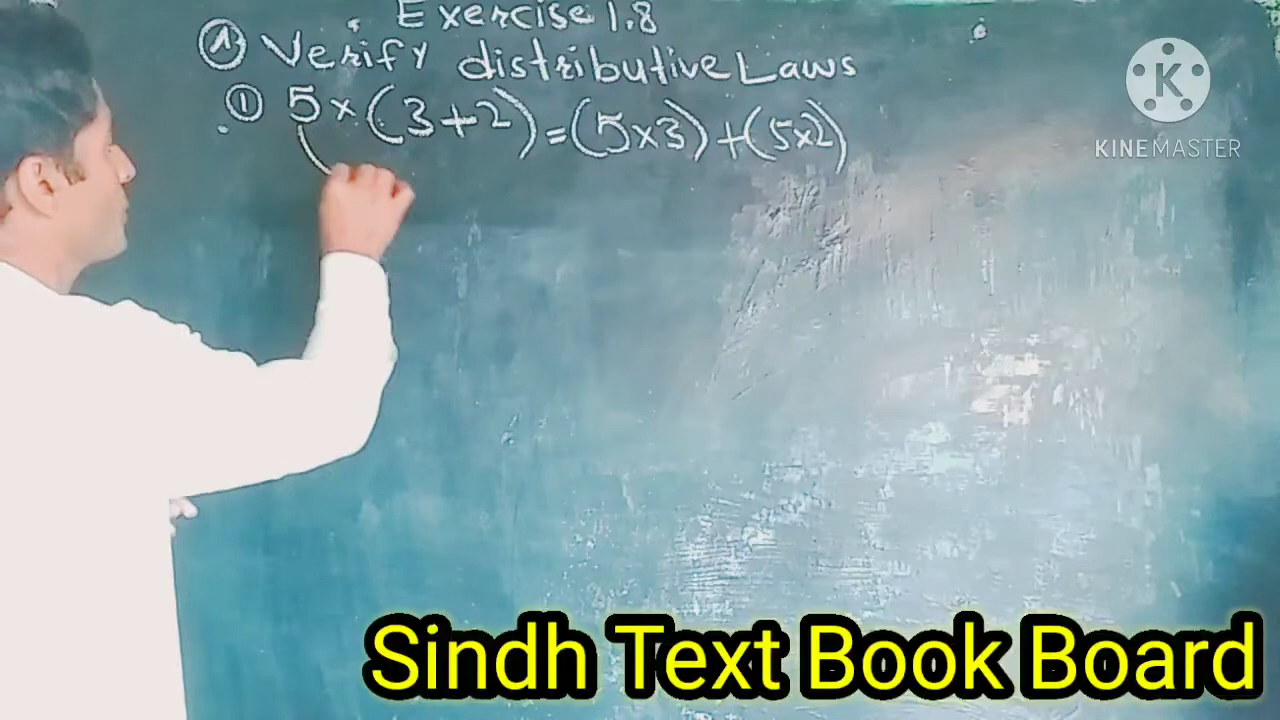 Exercise 1.8
① Verify distributive Laws
① 5 × (3+2) = (5×3) + (5×2)
K
KINEMASTER
Sindh Text Book Board